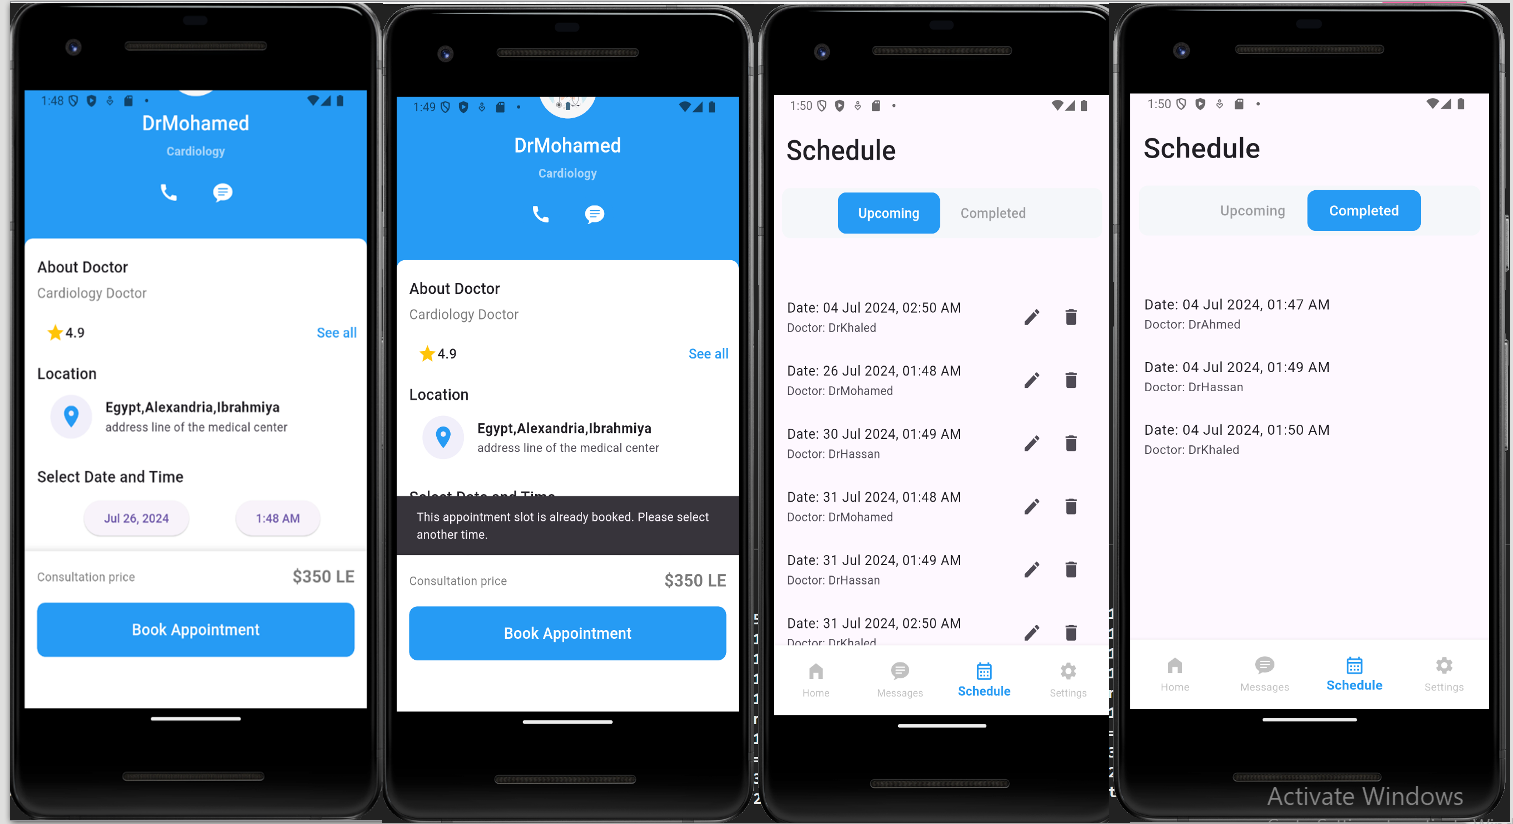 1:48
DrMohamed
Cardiology
About Doctor
Cardiology Doctor
4.9
See all
Location
Egypt,Alexandria,Ibrahmiya
address line of the medical center
Select Date and Time
Jul 26, 2024
1:48 AM
Consultation price
$350 LE
Book Appointment
1:49
DrMohamed
Cardiology
About Doctor
Cardiology Doctor
4.9
See all
Location
Egypt,Alexandria,Ibrahmiya
address line of the medical center
Select Date and Time
This appointment slot is already booked. Please select
another time.
Consultation price
$350 LE
Book Appointment
1:50
Schedule
Upcoming
Completed
Date: 04 Jul 2024, 02:50 AM
Doctor: DrKhaled
Date: 26 Jul 2024, 01:48 AM
Doctor: DrMohamed
Date: 30 Jul 2024, 01:49 AM
Doctor: DrHassan
Date: 31 Jul 2024, 01:48 AM
Doctor: DrMohamed
Date: 31 Jul 2024, 01:49 AM
Doctor: DrHassan
Date: 31 Jul 2024, 02:50 AM
Doctor: DrKhaled
Home
Messages
Schedule
Settings
1:50
Schedule
Upcoming
Completed
Date: 04 Jul 2024, 01:47 AM
Doctor: DrAhmed
Date: 04 Jul 2024, 01:49 AM
Doctor: DrHassan
Date: 04 Jul 2024, 01:50 AM
Doctor: DrKhaled
Home
Messages
Schedule
Settings
Activate Windows